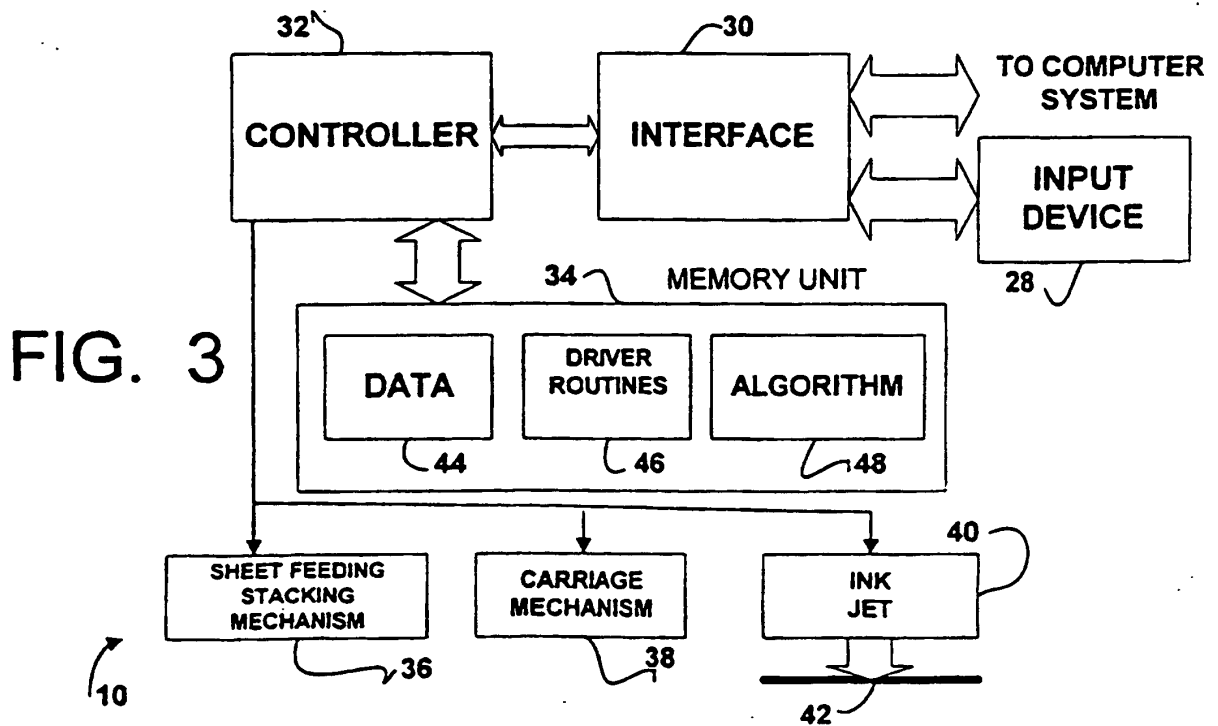 32
30
CONTROLLER
INTERFACE
TO COMPUTER
SYSTEM
INPUT
DEVICE
28
34
MEMORY UNIT
FIG. 3
DATA
DRIVER
ROUTINES
ALGORITHM
44
46
48
SHEET FEEDING
STACKING
MECHANISM
CARRIAGE
MECHANISM
INK
JET
40
36
38
10
42